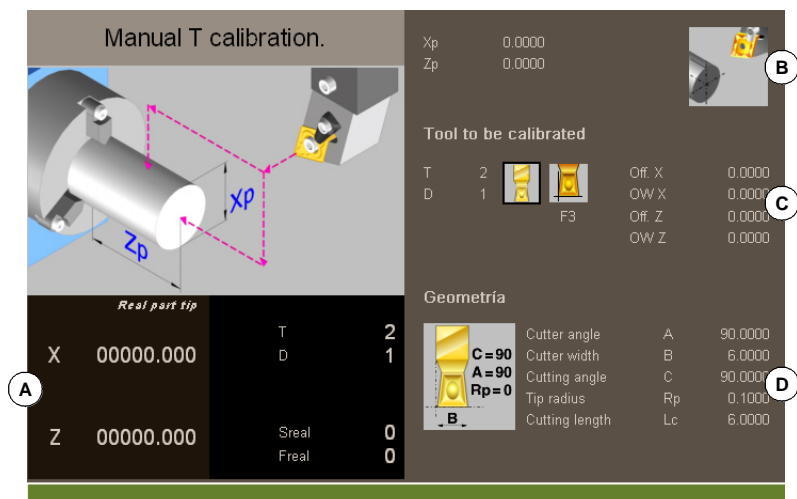 Manual T calibration.
Xp
Zp
Real part tip
X 00000.000
Z 00000.000
T 2
D 1
Sreal 0
Freal 0
A
Xp 0.0000
Zp 0.0000
B
Tool to be calibrated
T 2
D 1
F3
Off. X 0.0000
OW X 0.0000
Off. Z 0.0000
OW Z 0.0000
C
Geometría
C=90
A=90
Rp=0
B
Cutter angle A 90.0000
Cutter width B 6.0000
Cutting angle C 90.0000
Tip radius Rp 0.1000
Cutting length Lc 6.0000
D